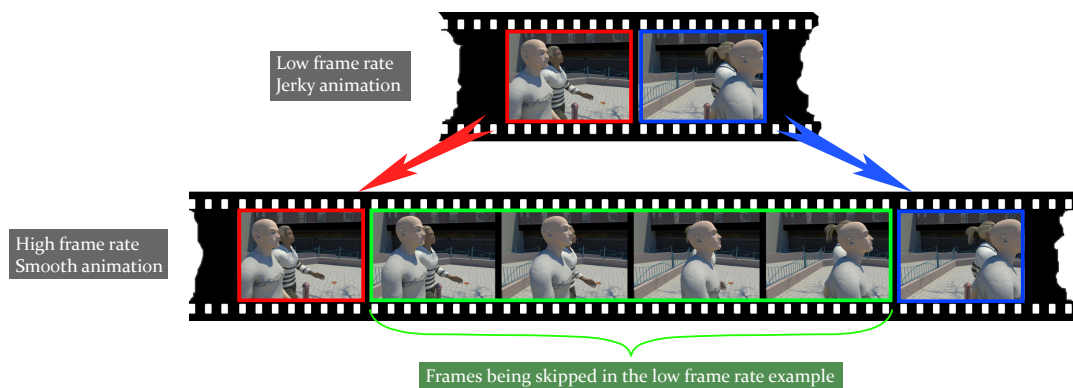 Low frame rate
Jerky animation
High frame rate
Smooth animation
Frames being skipped in the low frame rate example